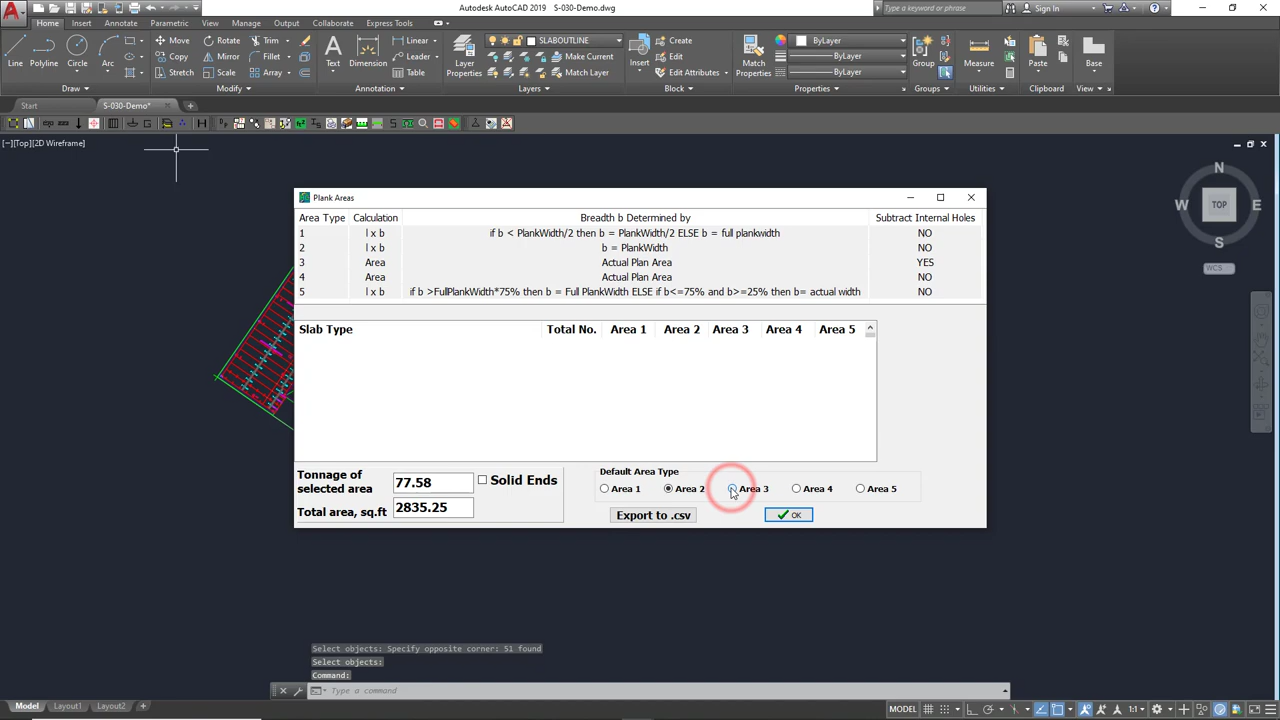 Autodesk AutoCAD 2019 S-030-Demo.dwg
Type a keyword or phrase
Sign In
Home Insert Annotate Parametric View Manage Output Collaborate Express Tools
Line Polyline Circle Arc
Move Rotate Trim
Copy Mirror Fillet
Stretch Scale Array
Text Dimension
Linear
Leader
Table
Layer Properties
SLABOUTLINE
Make Current
Match Layer
Insert
Create
Edit
Edit Attributes
Match Properties
ByLayer
ByLayer
ByLayer
Group
Measure
Paste
Base
Draw Modify Annotation Layers Block Properties Groups Utilities Clipboard View
Start S-030-Demo*
[−][Top][2D Wireframe]
N
W TOP E
S
WCS
Plank Areas
Area Type Calculation Breadth b Determined by Subtract Internal Holes
1 l x b if b < PlankWidth/2 then b = PlankWidth/2 ELSE b = full plankwidth NO
2 l x b b = PlankWidth NO
3 Area Actual Plan Area YES
4 Area Actual Plan Area NO
5 l x b if b >FullPlankWidth*75% then b = Full PlankWidth ELSE if b<=75% and b>=25% then b= actual width NO
Slab Type Total No. Area 1 Area 2 Area 3 Area 4 Area 5
Tonnage of selected area 77.58 Solid Ends
Total area, sq.ft 2835.25
Default Area Type
Area 1 Area 2 Area 3 Area 4 Area 5
Export to .csv OK
Select objects: Specify opposite corner: 51 found
Select objects:
Command:
Type a command
Model Layout1 Layout2
MODEL 1:1